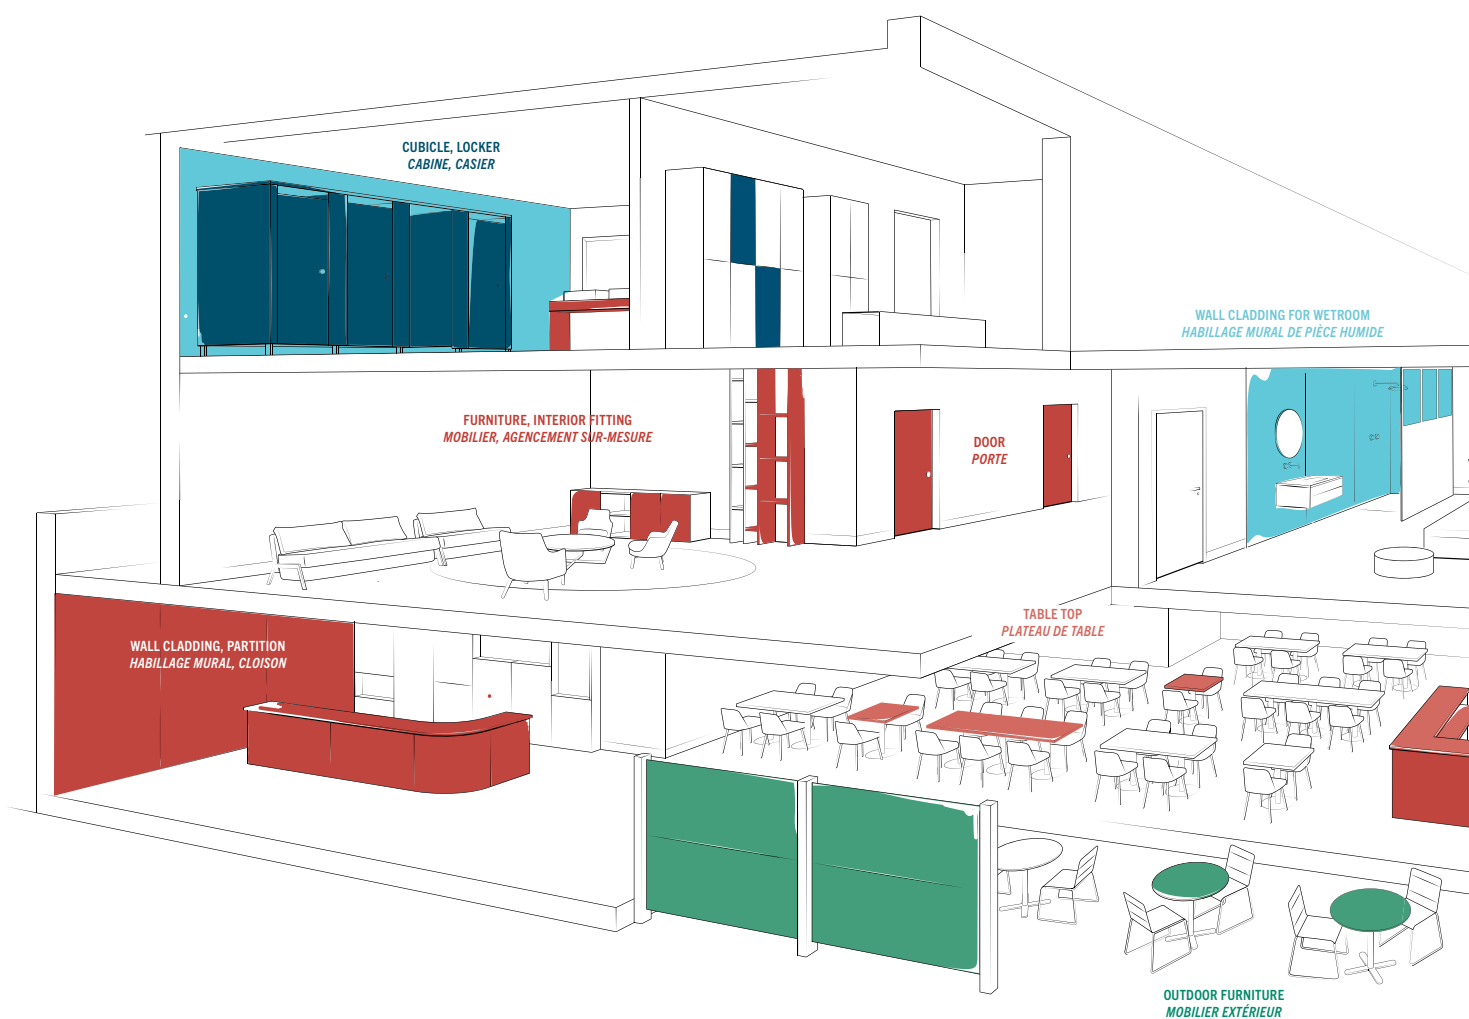 CUBICLE, LOCKER
CABINE, CASIER
WALL CLADDING FOR WETROOM
HABILLAGE MURAL DE PIÈCE HUMIDE
FURNITURE, INTERIOR FITTING
MOBILIER, AGENCEMENT SUR-MESURE
DOOR
PORTE
TABLE TOP
PLATEAU DE TABLE
WALL CLADDING, PARTITION
HABILLAGE MURAL, CLOISON
OUTDOOR FURNITURE
MOBILIER EXTÉRIEUR